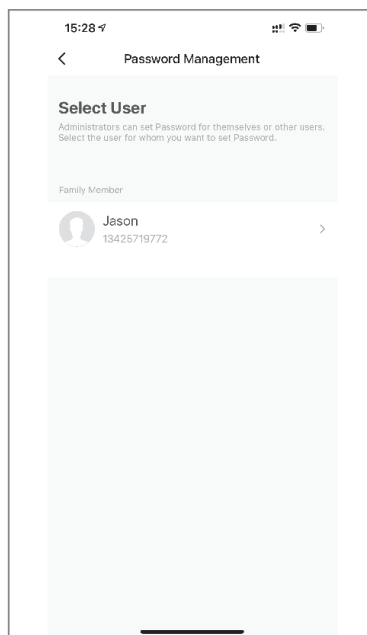 15:28
Password Management
Select User
Administrators can set Password for themselves or other users.
Select the user for whom you want to set Password.
Family Member
Jason
13425719772